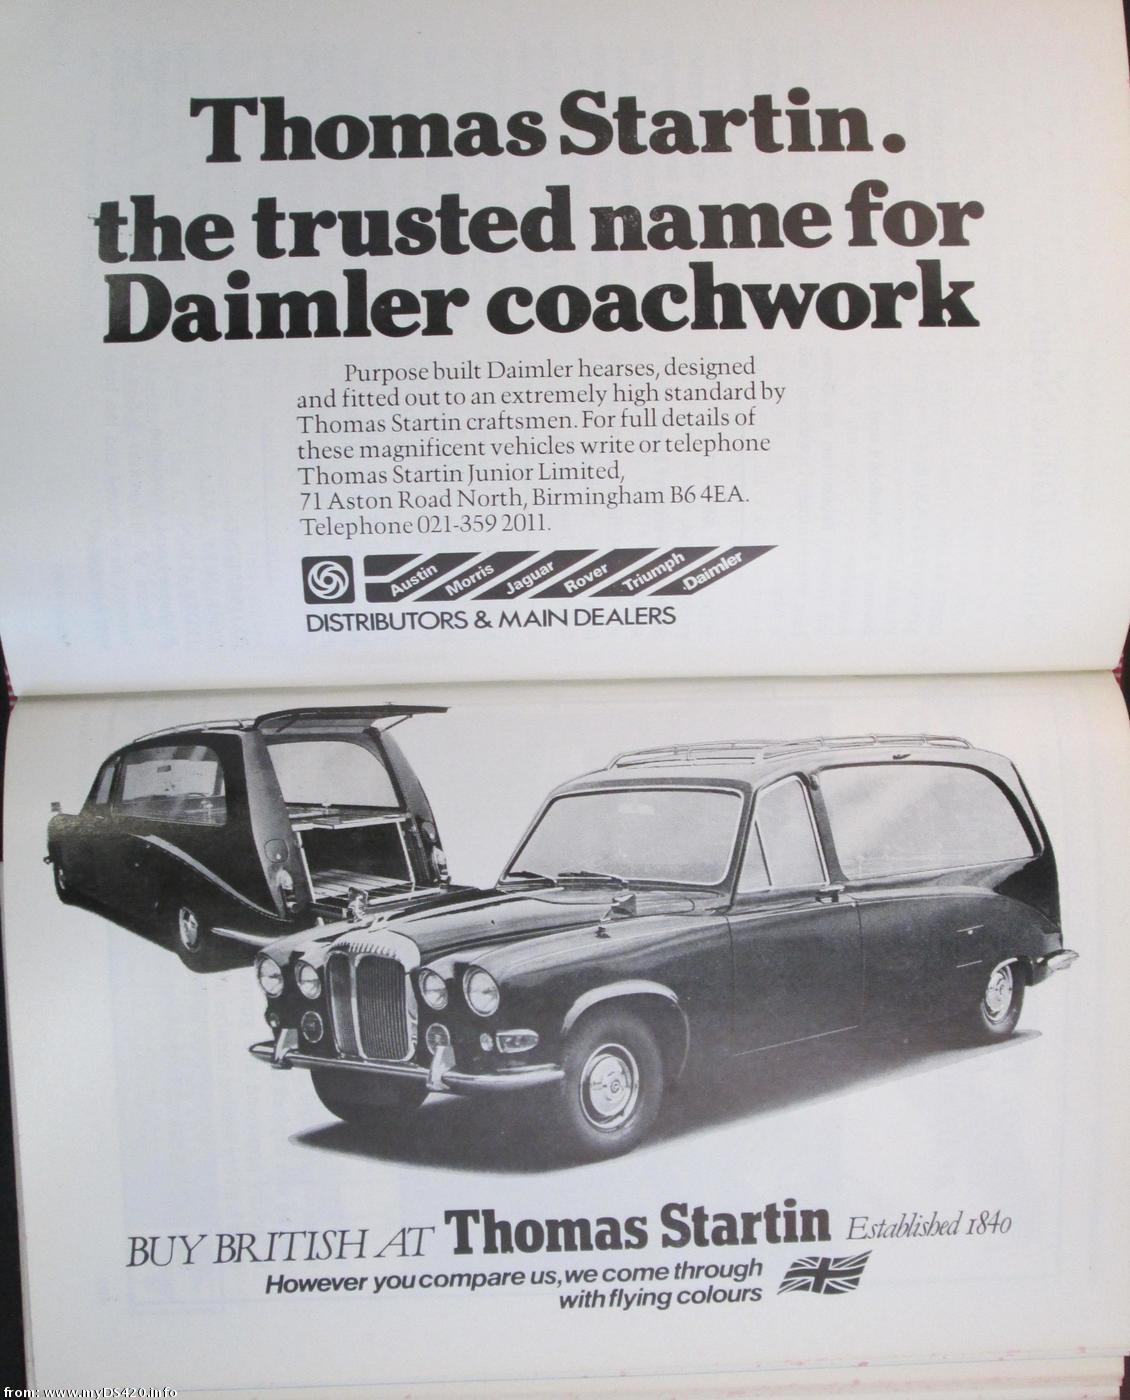 Thomas Startin.
the trusted name for
Daimler coachwork
Purpose built Daimler hearses, designed
and fitted out to an extremely high standard by
Thomas Startin craftsmen. For full details of
these magnificent vehicles write or telephone
Thomas Startin Junior Limited,
71 Aston Road North, Birmingham B6 4EA.
Telephone 021-359 2011.
Austin Morris Jaguar Rover Triumph Daimler
DISTRIBUTORS & MAIN DEALERS
BUY BRITISH AT Thomas Startin Established 1840
However you compare us, we come through
with flying colours
from: www.myDS420.info